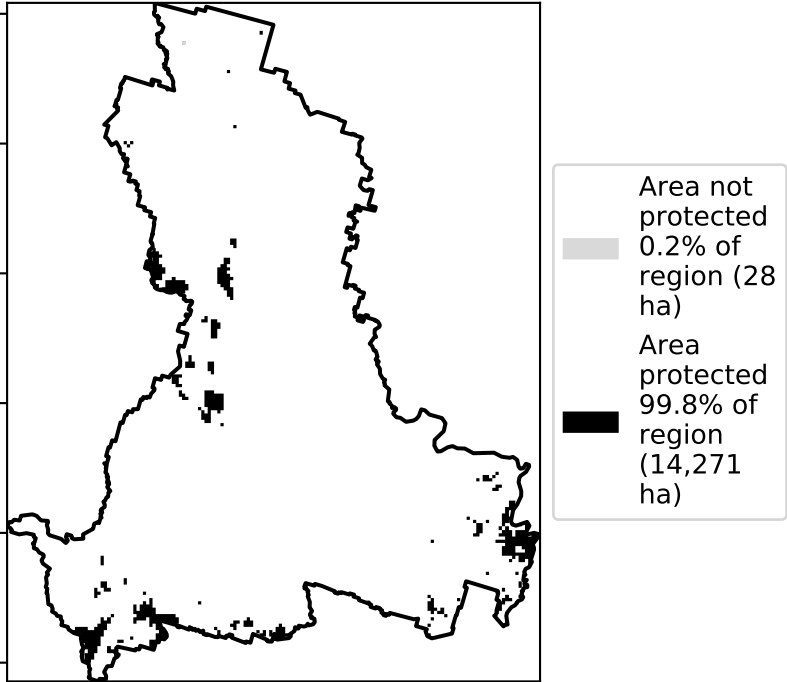 Area not
protected
0.2% of
region (28
ha)
Area
protected
99.8% of
region
(14,271
ha)